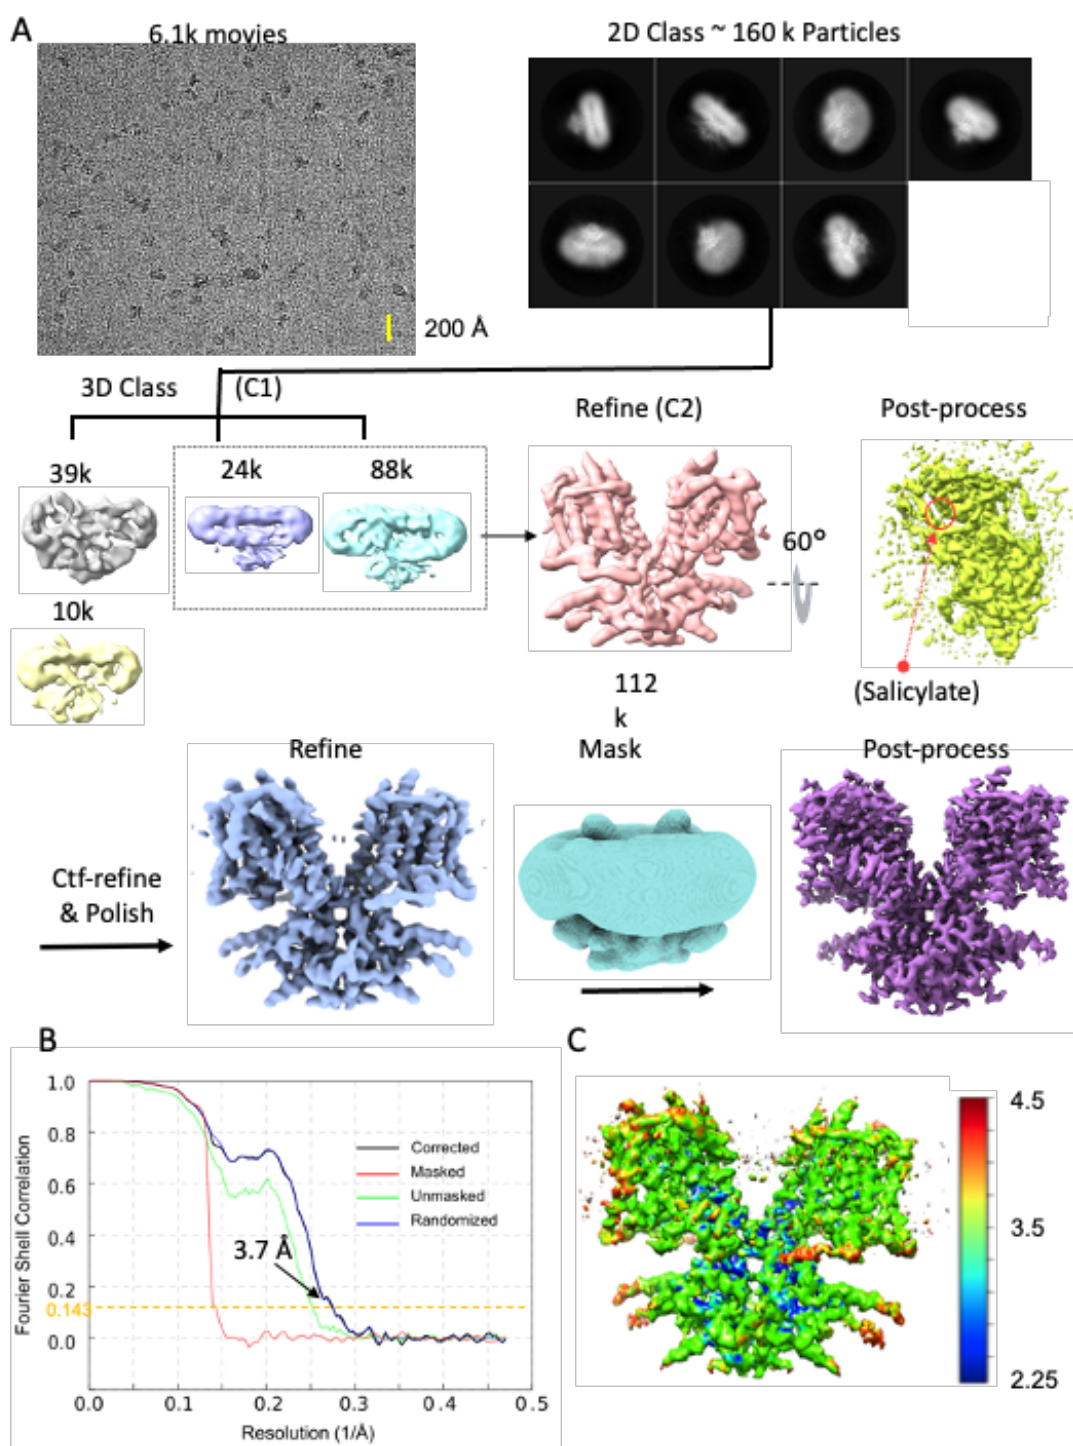 A
6.1k movies
2D Class ~ 160 k Particles
200 Å
3D Class (C1)
Refine (C2)
Post-process
39k
24k
88k
60°
10k
112
k
(Salicylate)
Refine
Mask
Post-process
Ctf-refine
& Polish
B
C
Fourier Shell Correlation
1.0
0.8
0.6
0.4
0.2
0.143
0.0
Corrected
Masked
Unmasked
Randomized
3.7 Å
0.0 0.1 0.2 0.3 0.4 0.5
Resolution (1/Å)
4.5
3.5
2.25